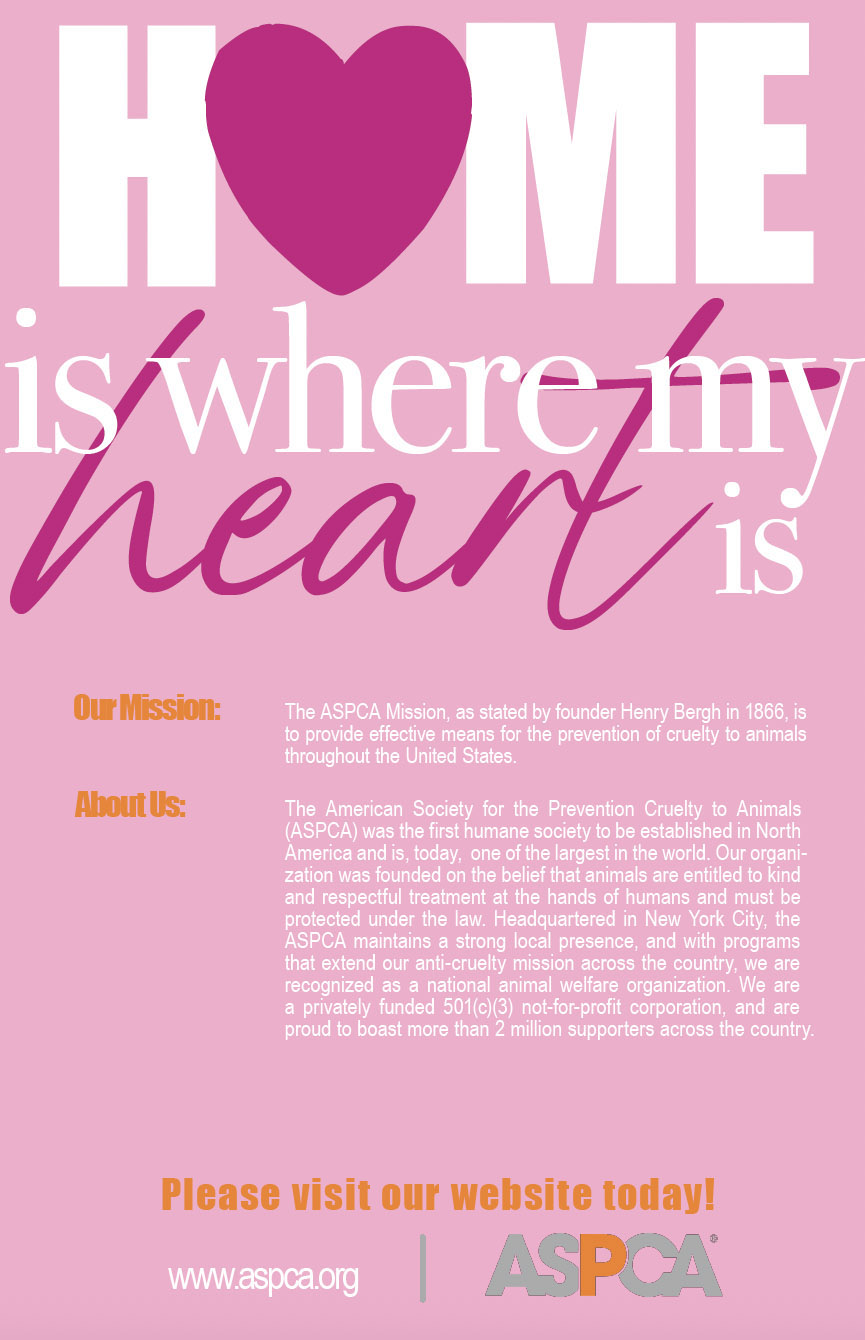 HOME
is where my
heart is
Our Mission:
The ASPCA Mission, as stated by founder Henry Bergh in 1866, is
to provide effective means for the prevention of cruelty to animals
throughout the United States.
About Us:
The American Society for the Prevention Cruelty to Animals
(ASPCA) was the first humane society to be established in North
America and is, today, one of the largest in the world. Our organi-
zation was founded on the belief that animals are entitled to kind
and respectful treatment at the hands of humans and must be
protected under the law. Headquartered in New York City, the
ASPCA maintains a strong local presence, and with programs
that extend our anti-cruelty mission across the country, we are
recognized as a national animal welfare organization. We are
a privately funded 501(c)(3) not-for-profit corporation, and are
proud to boast more than 2 million supporters across the country.
Please visit our website today!
www.aspca.org
ASPCA®